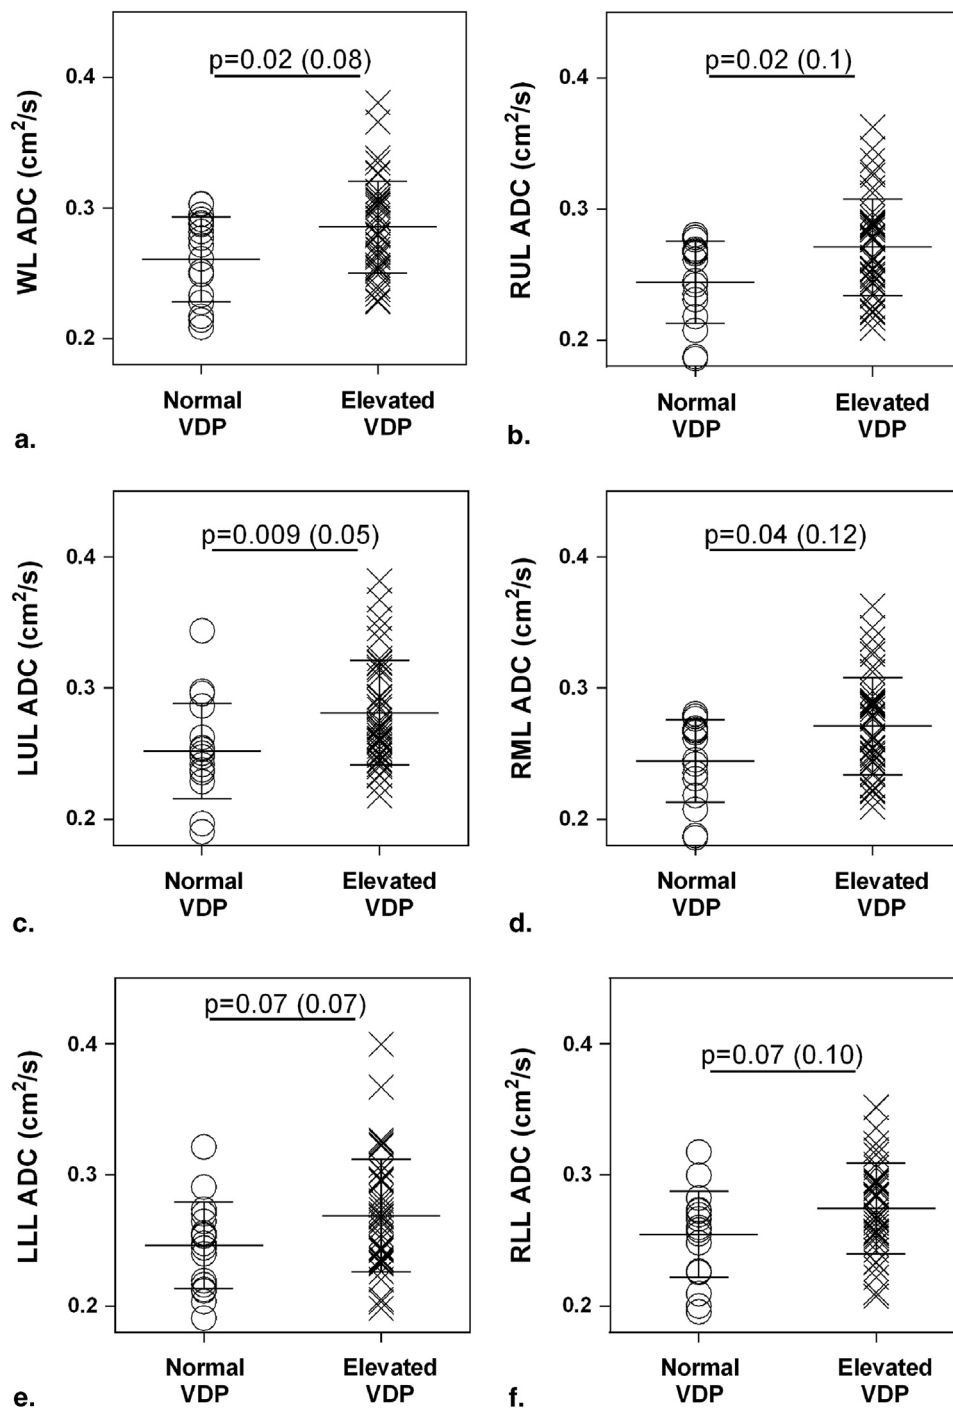 p=0.02 (0.08)
0.4
0.3
0.2
WL ADC (cm²/s)
Normal VDP
Elevated VDP
a.
p=0.02 (0.1)
0.4
0.3
0.2
RUL ADC (cm²/s)
Normal VDP
Elevated VDP
b.
p=0.009 (0.05)
0.4
0.3
0.2
LUL ADC (cm²/s)
Normal VDP
Elevated VDP
c.
p=0.04 (0.12)
0.4
0.3
0.2
RML ADC (cm²/s)
Normal VDP
Elevated VDP
d.
p=0.07 (0.07)
0.4
0.3
0.2
LLL ADC (cm²/s)
Normal VDP
Elevated VDP
e.
p=0.07 (0.10)
0.4
0.3
0.2
RLL ADC (cm²/s)
Normal VDP
Elevated VDP
f.